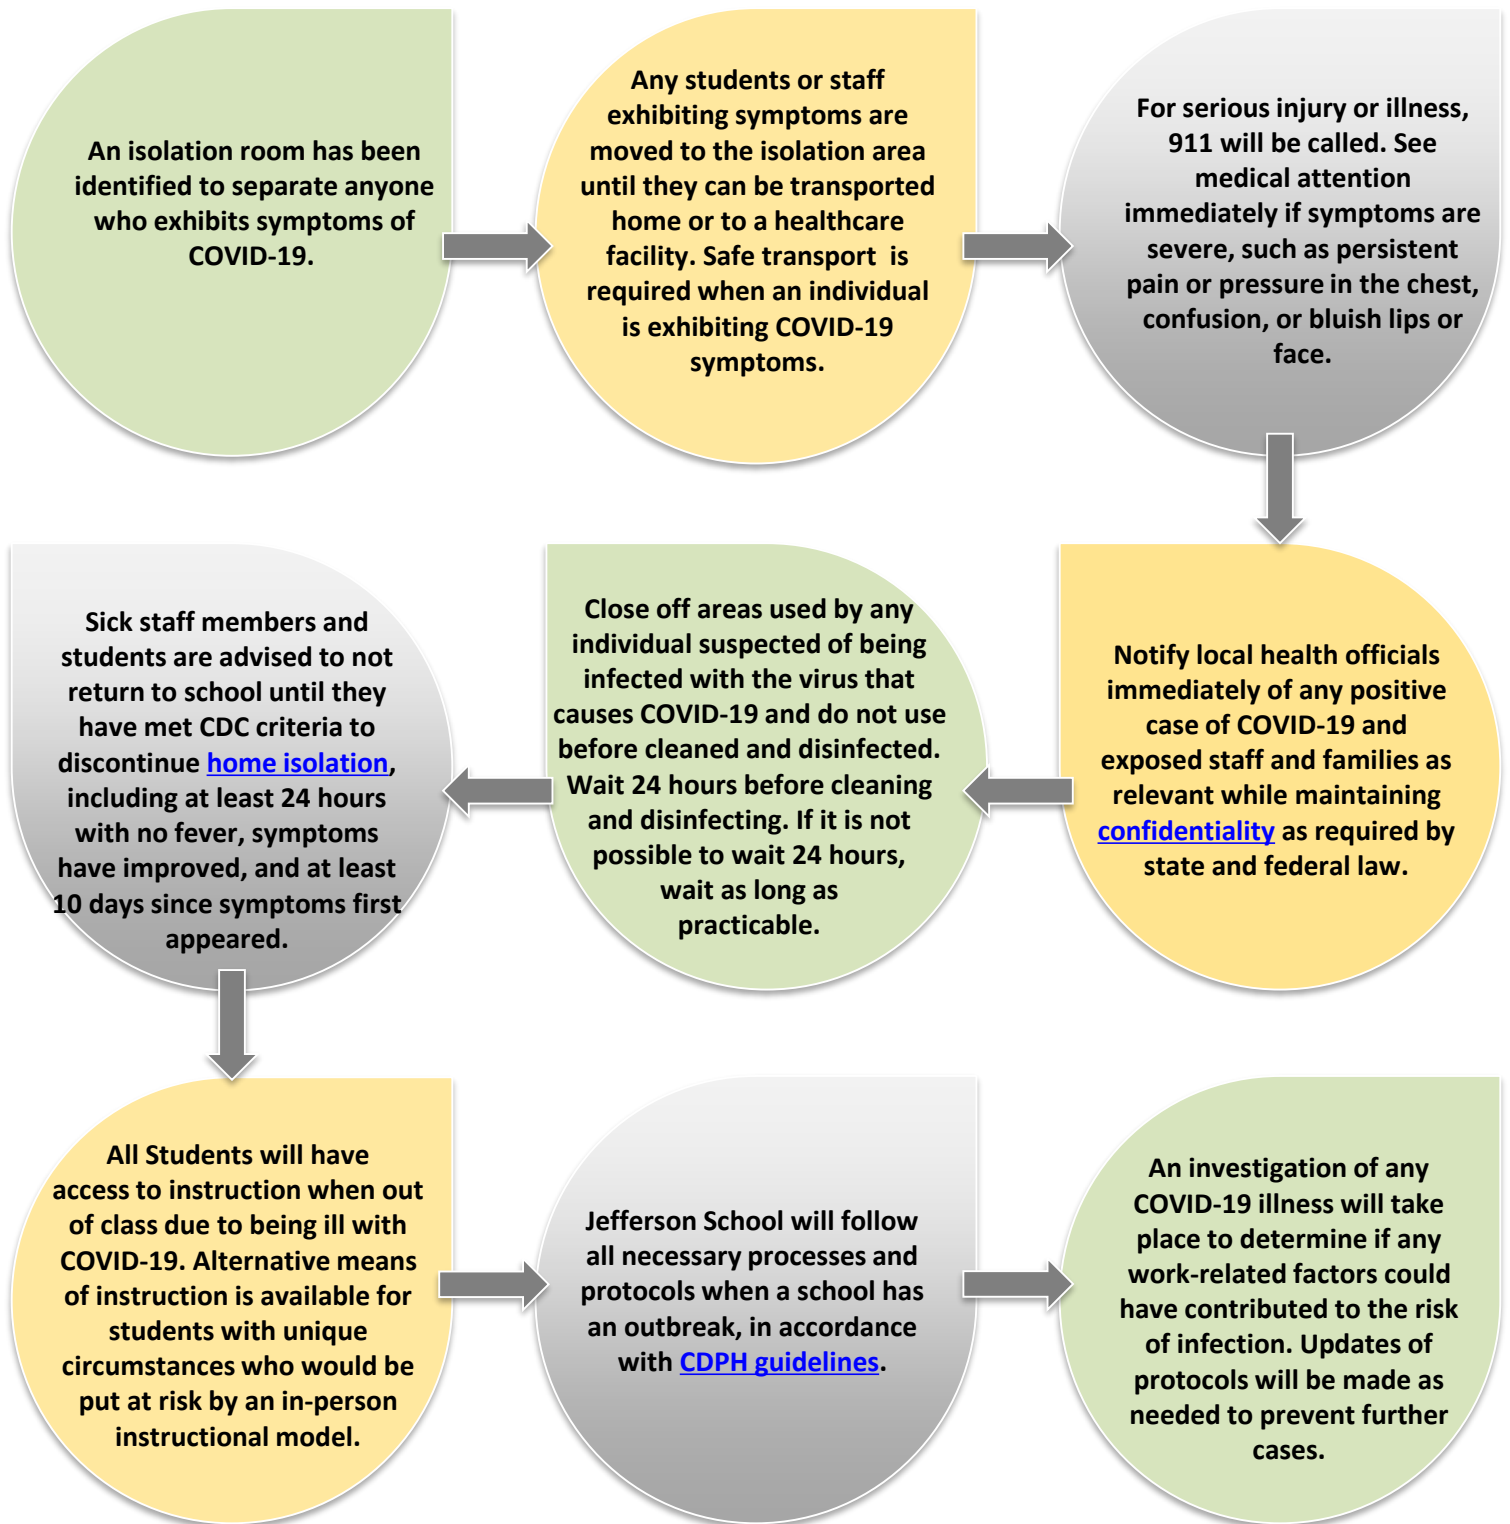 An isolation room has been
identified to separate anyone
who exhibits symptoms of
COVID-19.
Any students or staff
exhibiting symptoms are
moved to the isolation area
until they can be transported
home or to a healthcare
facility. Safe transport is
required when an individual
is exhibiting COVID-19
symptoms.
For serious injury or illness,
911 will be called. See
medical attention
immediately if symptoms are
severe, such as persistent
pain or pressure in the chest,
confusion, or bluish lips or
face.
Notify local health officials
immediately of any positive
case of COVID-19 and
exposed staff and families as
relevant while maintaining
confidentiality as required by
state and federal law.
Close off areas used by any
individual suspected of being
infected with the virus that
causes COVID-19 and do not use
before cleaned and disinfected.
Wait 24 hours before cleaning
and disinfecting. If it is not
possible to wait 24 hours,
wait as long as
practicable.
Sick staff members and
students are advised to not
return to school until they
have met CDC criteria to
discontinue home isolation,
including at least 24 hours
with no fever, symptoms
have improved, and at least
10 days since symptoms first
appeared.
All Students will have
access to instruction when out
of class due to being ill with
COVID-19. Alternative means
of instruction is available for
students with unique
circumstances who would be
put at risk by an in-person
instructional model.
Jefferson School will follow
all necessary processes and
protocols when a school has
an outbreak, in accordance
with CDPH guidelines.
An investigation of any
COVID-19 illness will take
place to determine if any
work-related factors could
have contributed to the risk
of infection. Updates of
protocols will be made as
needed to prevent further
cases.